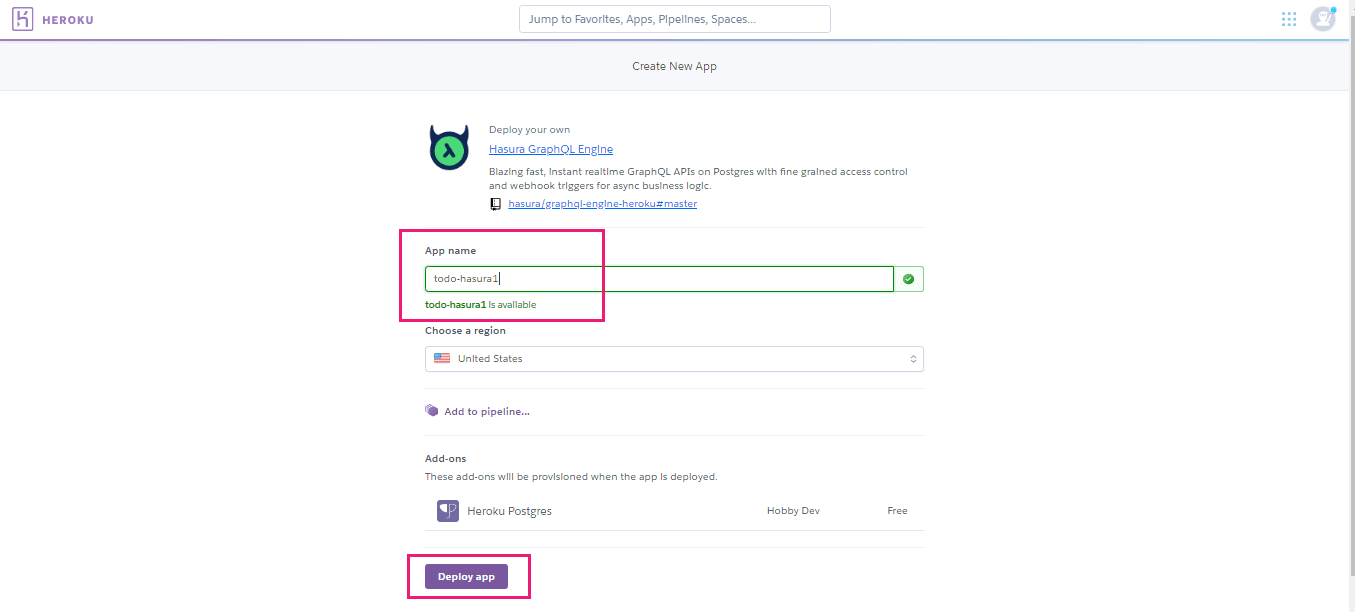 HEROKU
Jump to Favorites, Apps, Pipelines, Spaces...
Create New App
Deploy your own
Hasura GraphQL Engine
Blazing fast, instant realtime GraphQL APIs on Postgres with fine grained access control
and webhook triggers for async business logic.
hasura/graphql-engine-heroku#master
App name
todo-hasura1
todo-hasura1 is available
Choose a region
United States
Add to pipeline...
Add-ons
These add-ons will be provisioned when the app is deployed.
Heroku Postgres Hobby Dev Free
Deploy app